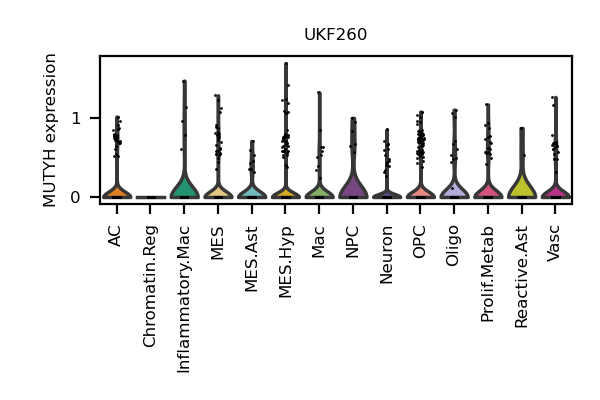 UKF260
MUTYH expression
1
0
AC
Chromatin.Reg
Inflammatory.Mac
MES
MES.Ast
MES.Hyp
Mac
NPC
Neuron
OPC
Oligo
Prolif.Metab
Reactive.Ast
Vasc